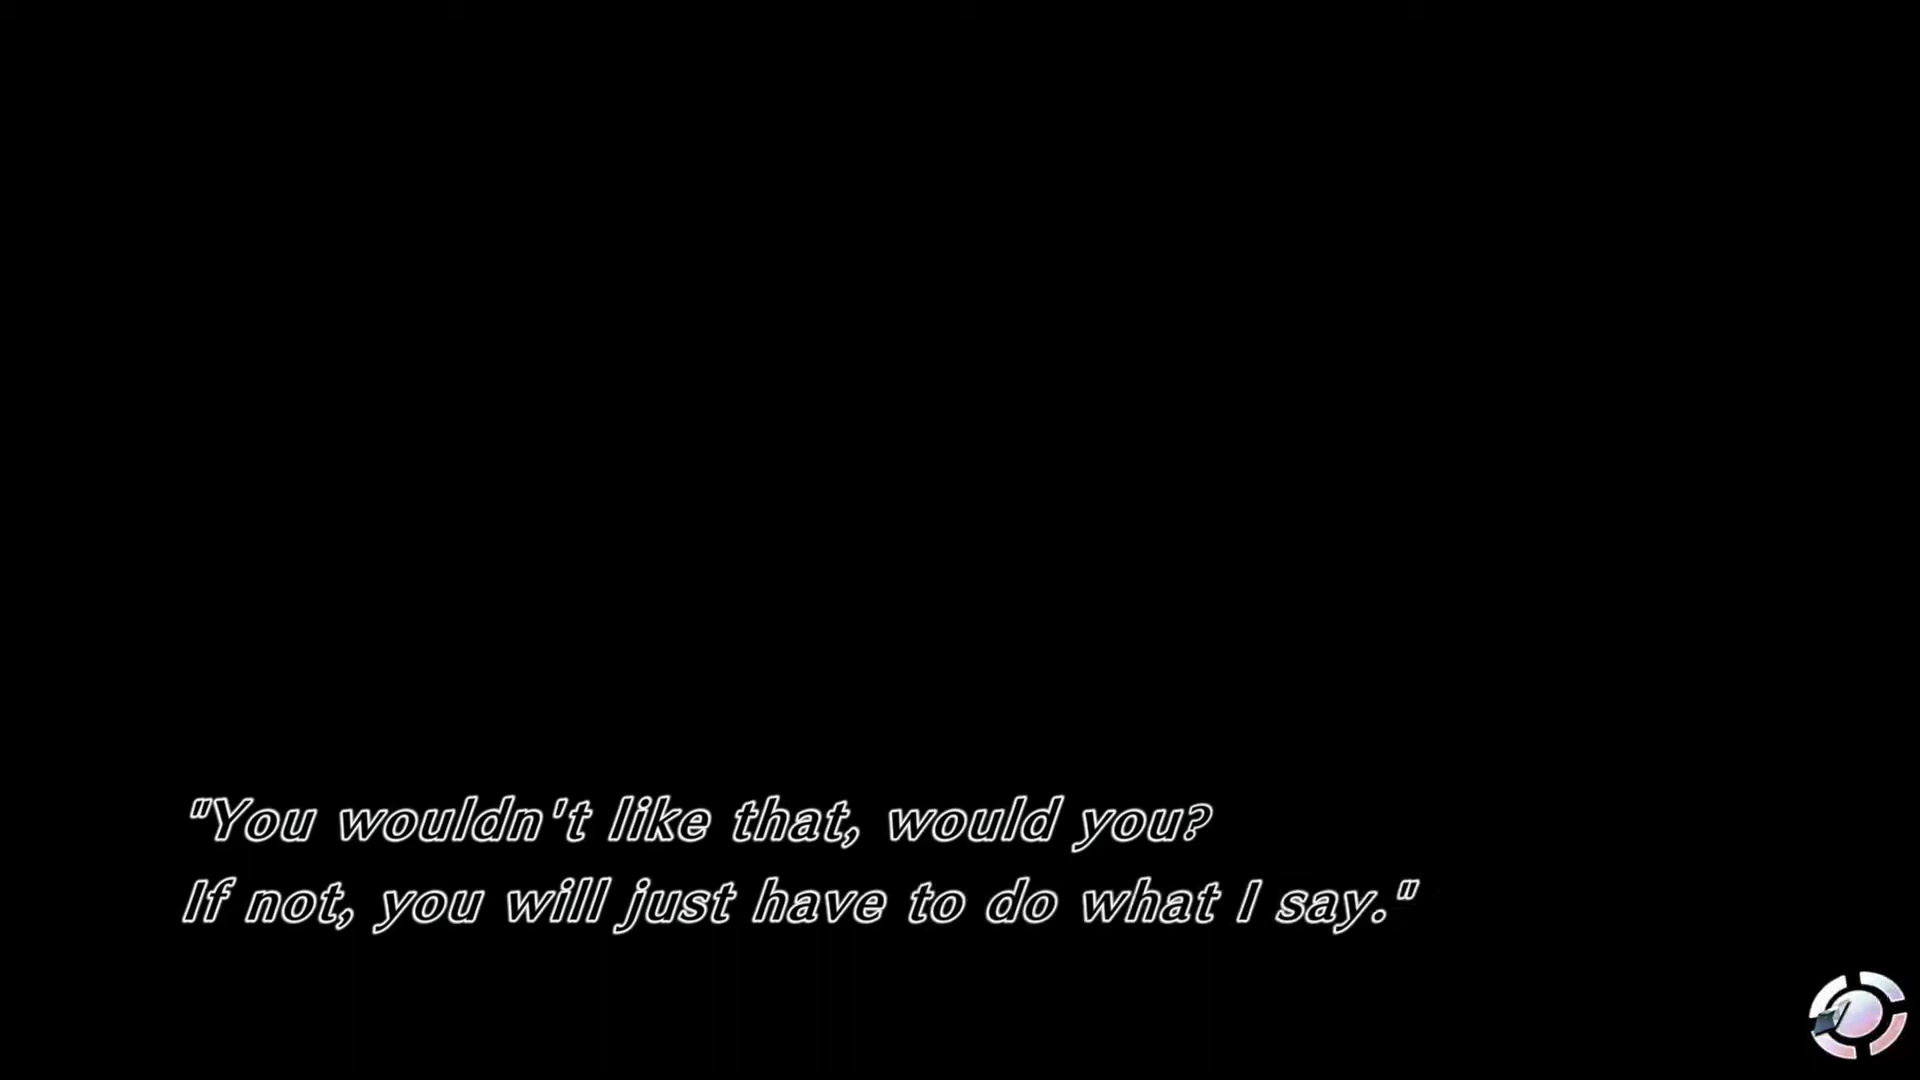 "You wouldn't like that, would you?
If not, you will just have to do what I say."